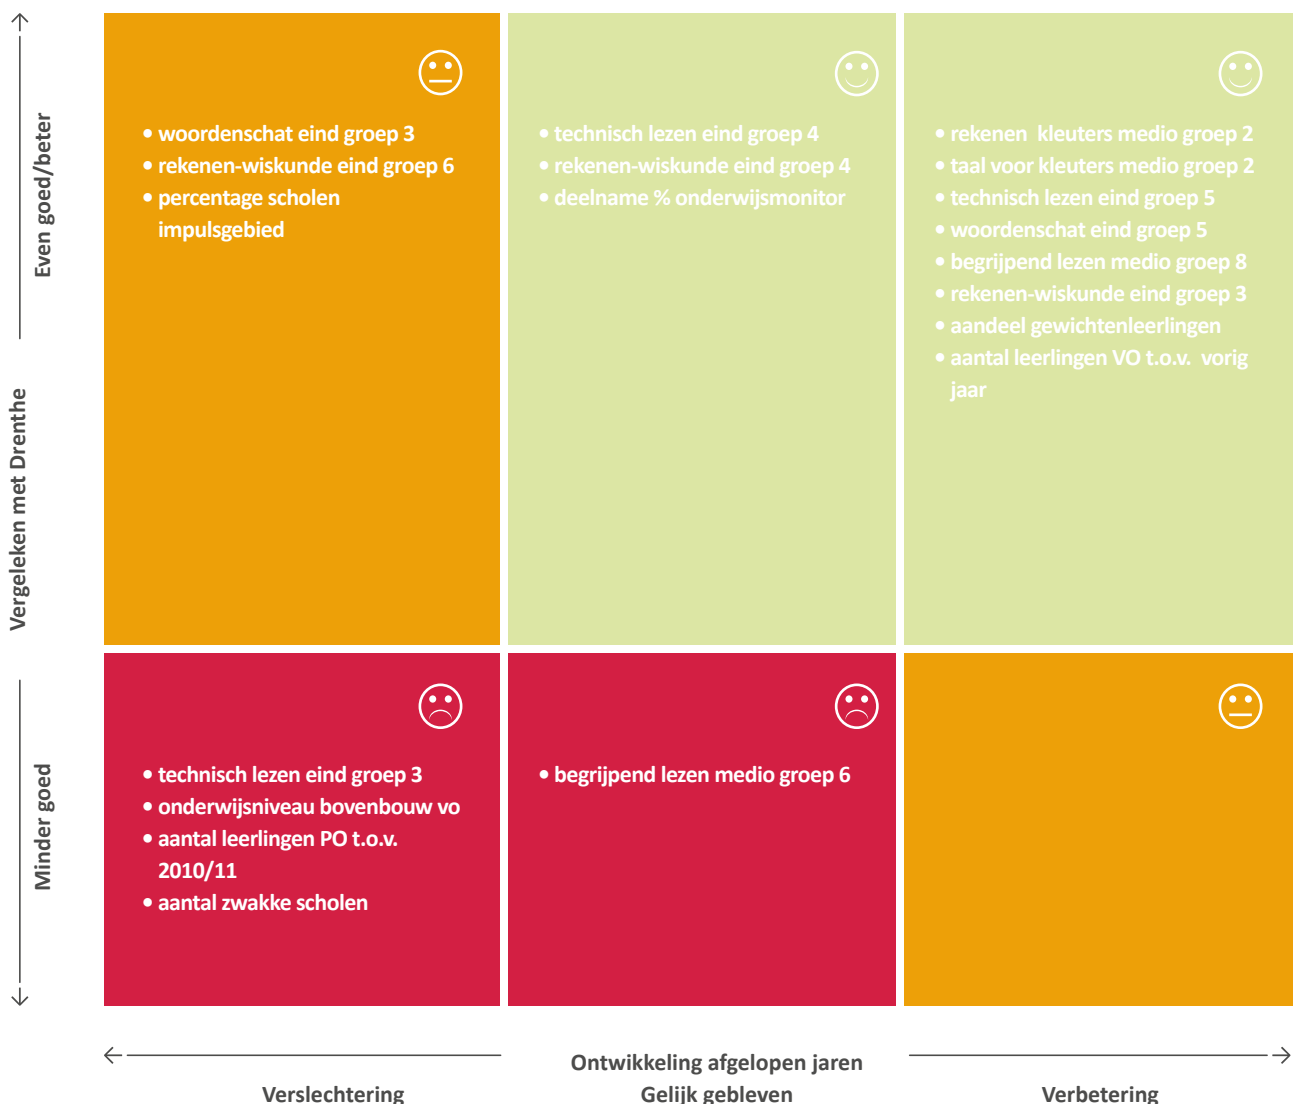 Even goed/beter
Vergeleken met Drenthe
Minder goed
• woordenschat eind groep 3
• rekenen-wiskunde eind groep 6
• percentage scholen
impulsgebied
• technisch lezen eind groep 4
• rekenen-wiskunde eind groep 4
• deelname % onderwijsmonitor
• rekenen kleuters medio groep 2
• taal voor kleuters medio groep 2
• technisch lezen eind groep 5
• woordenschat eind groep 5
• begrijpend lezen medio groep 8
• rekenen-wiskunde eind groep 3
• aandeel gewichtenleerlingen
• aantal leerlingen VO t.o.v. vorig
jaar
• technisch lezen eind groep 3
• onderwijsniveau bovenbouw vo
• aantal leerlingen PO t.o.v.
2010/11
• aantal zwakke scholen
• begrijpend lezen medio groep 6
Ontwikkeling afgelopen jaren
Verslechtering
Gelijk gebleven
Verbetering